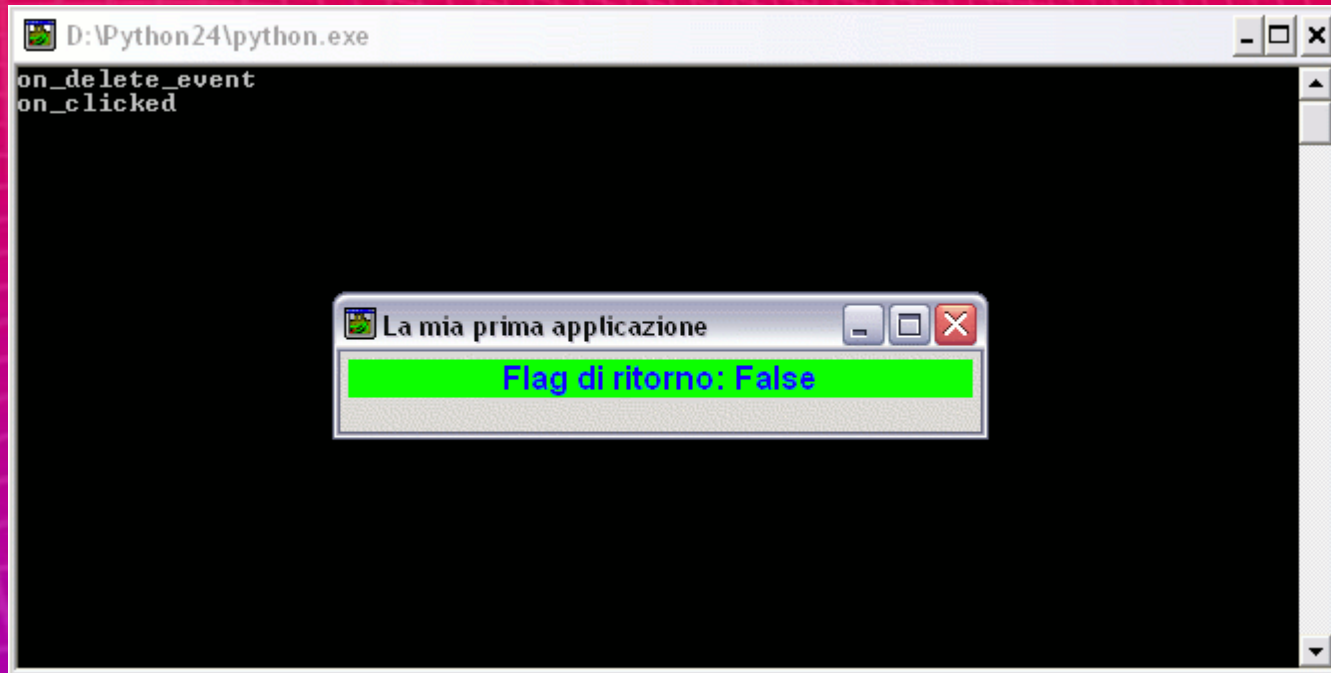 D:\Python24\python.exe
on_delete_event
on_clicked
La mia prima applicazione
Flag di ritorno: False